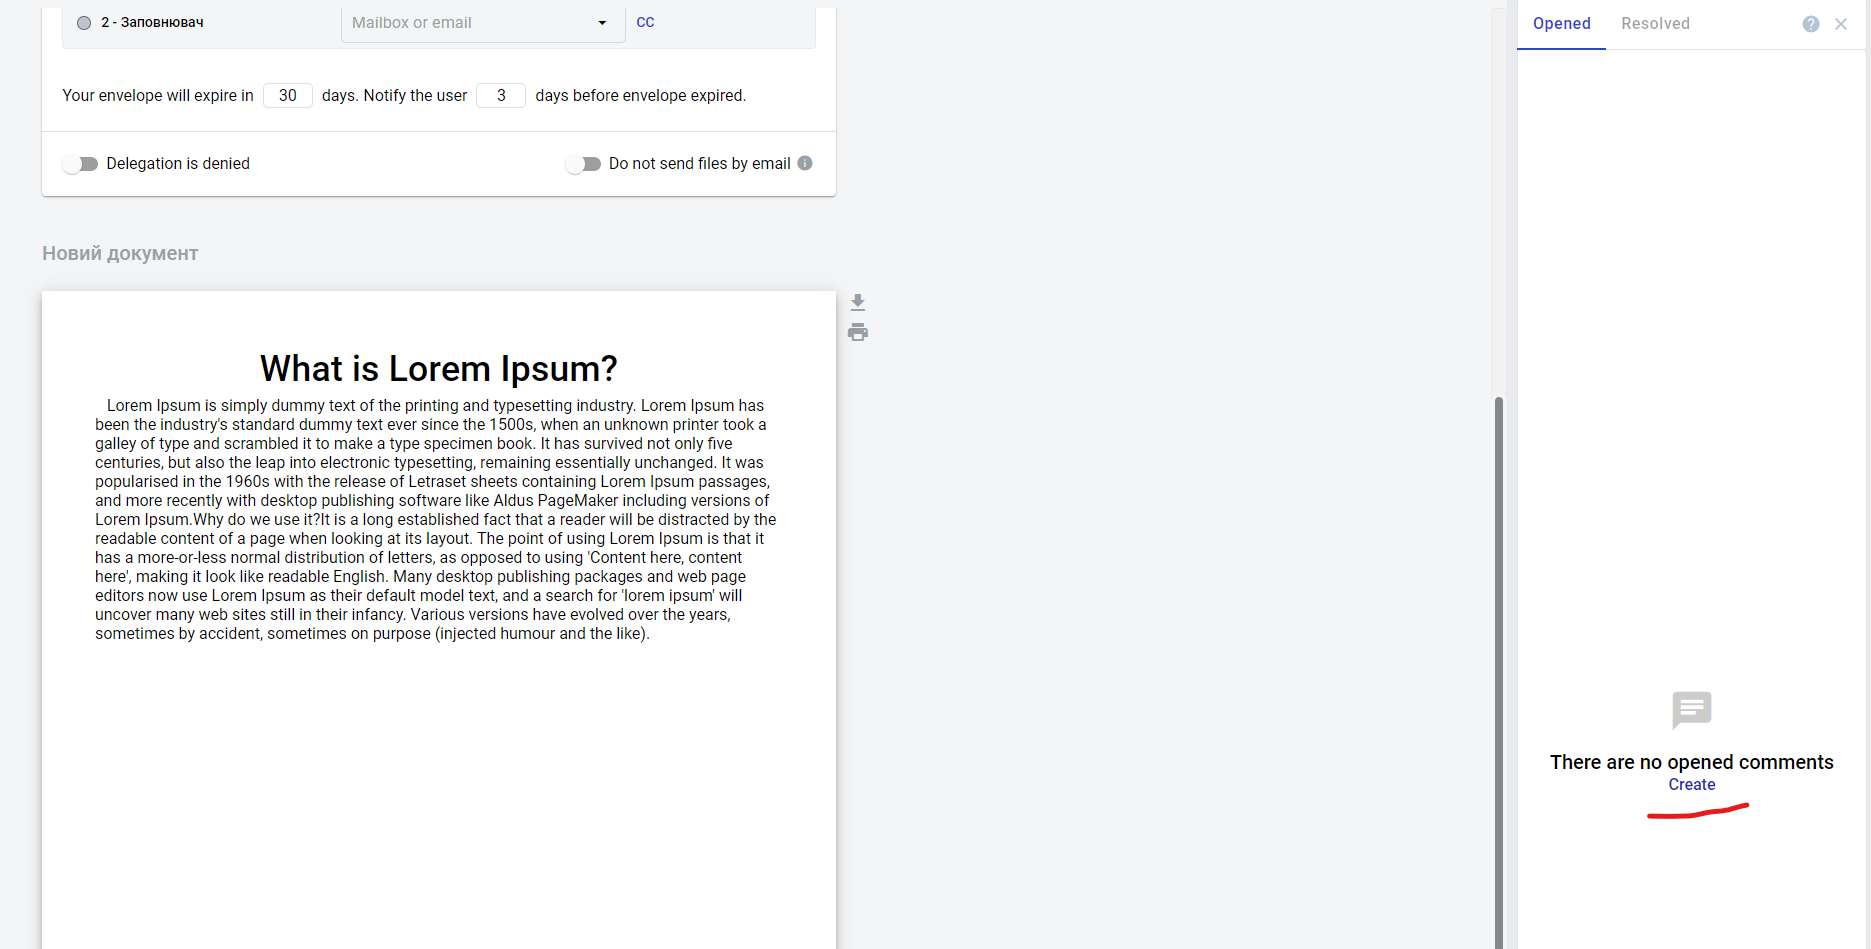 2 - Заповнювач Mailbox or email CC
Your envelope will expire in 30 days. Notify the user 3 days before envelope expired.
Delegation is denied Do not send files by email
Новий документ
What is Lorem Ipsum?
Lorem Ipsum is simply dummy text of the printing and typesetting industry. Lorem Ipsum has
been the industry's standard dummy text ever since the 1500s, when an unknown printer took a
galley of type and scrambled it to make a type specimen book. It has survived not only five
centuries, but also the leap into electronic typesetting, remaining essentially unchanged. It was
popularised in the 1960s with the release of Letraset sheets containing Lorem Ipsum passages,
and more recently with desktop publishing software like Aldus PageMaker including versions of
Lorem Ipsum.Why do we use it?It is a long established fact that a reader will be distracted by the
readable content of a page when looking at its layout. The point of using Lorem Ipsum is that it
has a more-or-less normal distribution of letters, as opposed to using 'Content here, content
here', making it look like readable English. Many desktop publishing packages and web page
editors now use Lorem Ipsum as their default model text, and a search for 'lorem ipsum' will
uncover many web sites still in their infancy. Various versions have evolved over the years,
sometimes by accident, sometimes on purpose (injected humour and the like).
Opened Resolved
There are no opened comments
Create